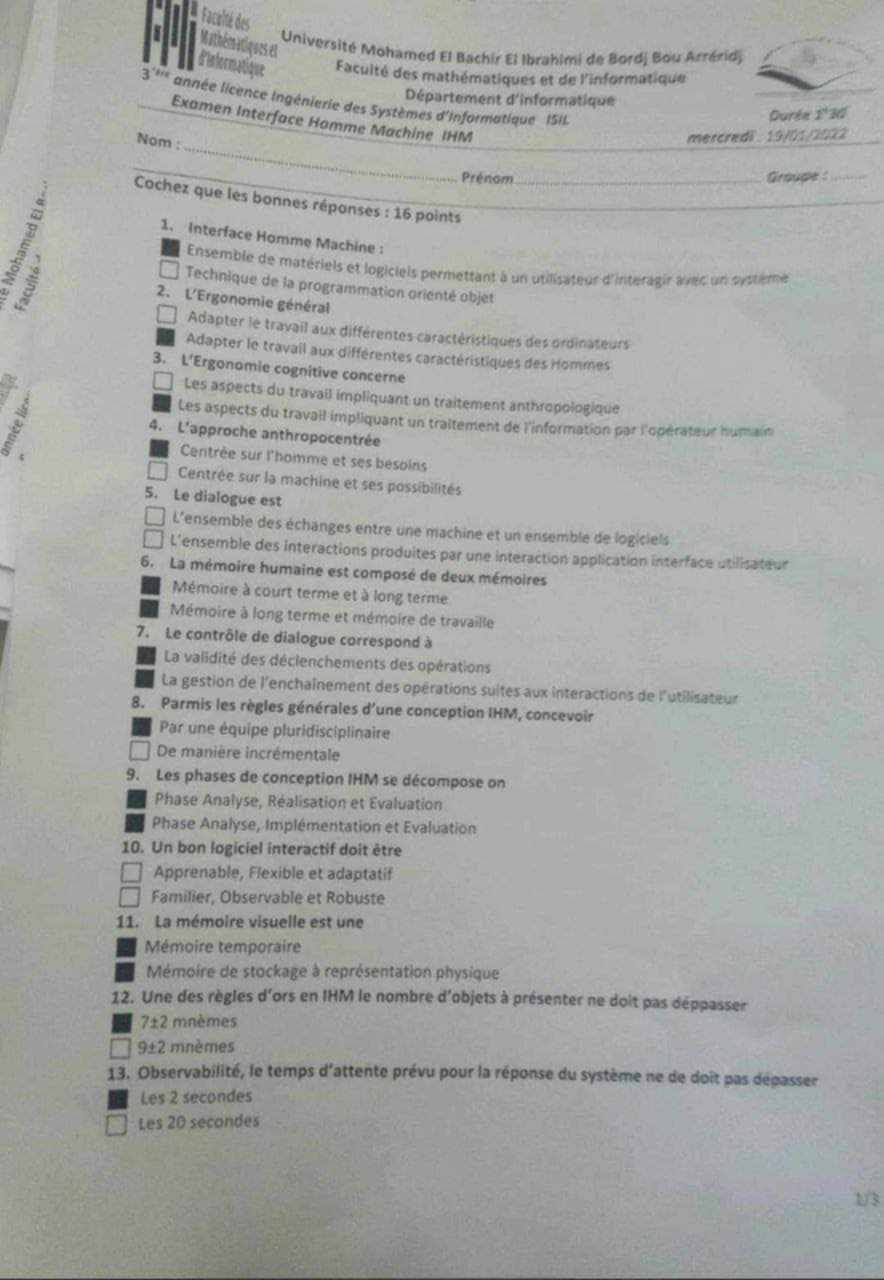 Faculté des
Mathématiques et
d'Informatique
Université Mohamed El Bachir El Ibrahimi de Bordj Bou Arréridj
Faculté des mathématiques et de l'informatique
Département d'informatique
3ème année licence Ingénierie des Systèmes d'Informatique ISIL
Durée 1h30
Examen Interface Homme Machine IHM
mercredi 19/01/2022
Nom : Prénom Groupe :
Cochez que les bonnes réponses : 16 points
1. Interface Homme Machine :
Ensemble de matériels et logiciels permettant à un utilisateur d'interagir avec un système
Technique de la programmation orienté objet
2. L'Ergonomie général
Adapter le travail aux différentes caractéristiques des ordinateurs
Adapter le travail aux différentes caractéristiques des Hommes
3. L'Ergonomie cognitive concerne
Les aspects du travail impliquant un traitement anthropologique
Les aspects du travail impliquant un traitement de l'information par l'opérateur humain
4. L'approche anthropocentrée
Centrée sur l'homme et ses besoins
Centrée sur la machine et ses possibilités
5. Le dialogue est
L'ensemble des échanges entre une machine et un ensemble de logiciels
L'ensemble des interactions produites par une interaction application interface utilisateur
6. La mémoire humaine est composé de deux mémoires
Mémoire à court terme et à long terme
Mémoire à long terme et mémoire de travaille
7. Le contrôle de dialogue correspond à
La validité des déclenchements des opérations
La gestion de l'enchaînement des opérations suites aux interactions de l'utilisateur
8. Parmis les règles générales d'une conception IHM, concevoir
Par une équipe pluridisciplinaire
De manière incrémentale
9. Les phases de conception IHM se décompose on
Phase Analyse, Réalisation et Evaluation
Phase Analyse, Implémentation et Evaluation
10. Un bon logiciel interactif doit être
Apprenable, Flexible et adaptatif
Familier, Observable et Robuste
11. La mémoire visuelle est une
Mémoire temporaire
Mémoire de stockage à représentation physique
12. Une des règles d'ors en IHM le nombre d'objets à présenter ne doit pas déppasser
7±2 mnèmes
9±2 mnèmes
13. Observabilité, le temps d'attente prévu pour la réponse du système ne de doit pas dépasser
Les 2 secondes
Les 20 secondes
1/3
Mohamed El
Faculté
année